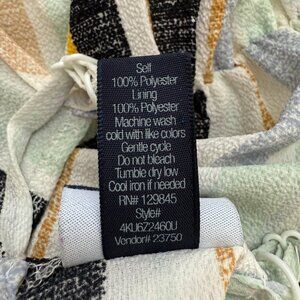 Self
100% Polyester
Lining
100% Polyester
Machine wash
cold with like colors
Gentle cycle
Do not bleach
Tumble dry low
Cool iron if needed
RN# 129845
Style#
4KU6Z2460U
Vendor# 23750